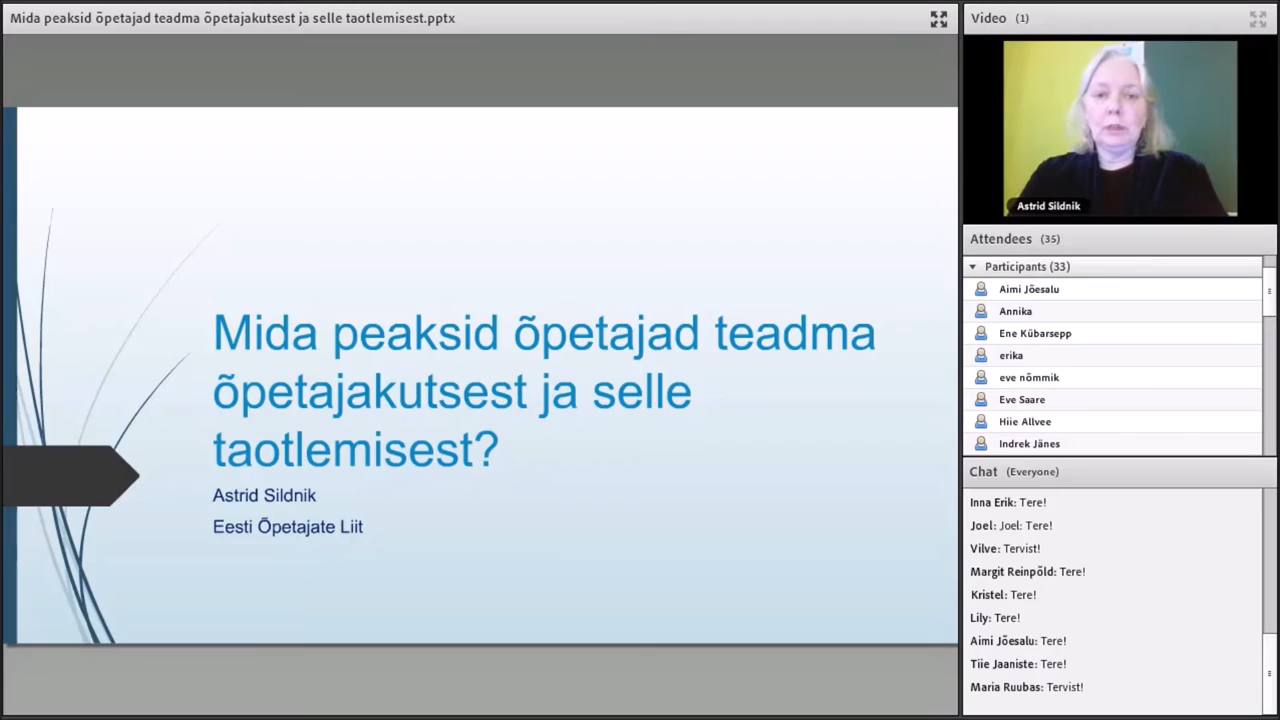 Mida peaksid õpetajad teadma õpetajakutsest ja selle taotlemisest.pptx
Mida peaksid õpetajad teadma
õpetajakutsest ja selle
taotlemisest?
Astrid Sildnik
Eesti Õpetajate Liit
Video (1)
Astrid Sildnik
Attendees (35)
Participants (33)
Aimi Jõesalu
Annika
Ene Kübarsepp
erika
eve nõmmik
Eve Saare
Hiie Allvee
Indrek Jänes
Chat (Everyone)
Inna Erik: Tere!
Joel: Joel: Tere!
Vilve: Tervist!
Margit Reinpõld: Tere!
Kristel: Tere!
Lily: Tere!
Aimi Jõesalu: Tere!
Tiie Jaaniste: Tere!
Maria Ruubas: Tervist!